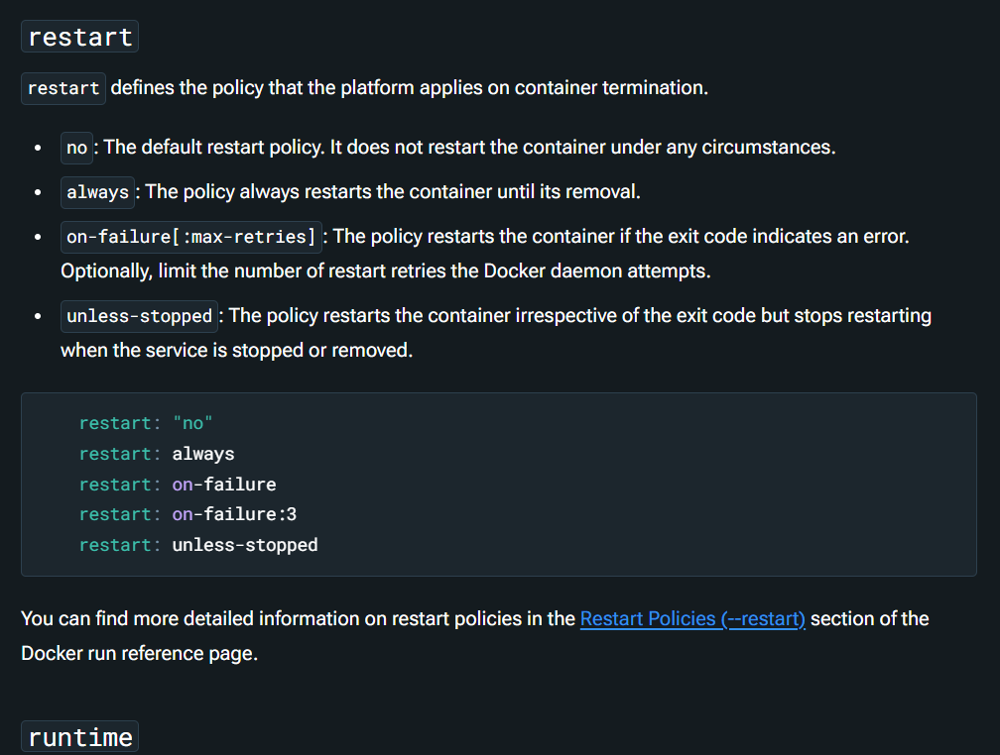 restart
restart defines the policy that the platform applies on container termination.
• no: The default restart policy. It does not restart the container under any circumstances.
• always: The policy always restarts the container until its removal.
• on-failure[:max-retries]: The policy restarts the container if the exit code indicates an error.
Optionally, limit the number of restart retries the Docker daemon attempts.
• unless-stopped: The policy restarts the container irrespective of the exit code but stops restarting
when the service is stopped or removed.
restart: "no"
restart: always
restart: on-failure
restart: on-failure:3
restart: unless-stopped
You can find more detailed information on restart policies in the Restart Policies (--restart) section of the
Docker run reference page.
runtime